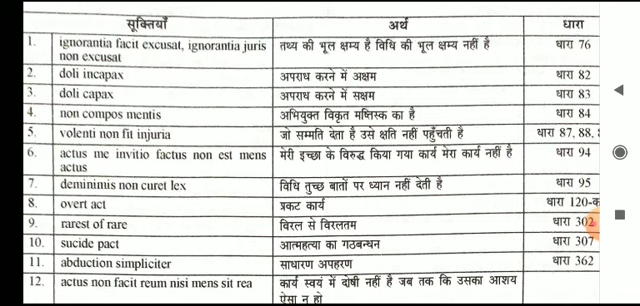 सूक्तियाँ अर्थ धारा
1. ignorantia facit excusat, ignorantia juris तथ्य की भूल क्षम्य है विधि की भूल क्षम्य नहीं है धारा 76
non excusat
2. doli incapax अपराध करने में अक्षम धारा 82
3. doli capax अपराध करने में सक्षम धारा 83
4. non compos mentis अभियुक्त विकृत मष्तिस्क का है धारा 84
5. volenti non fit injuria जो सम्मति देता है उसे क्षति नहीं पहुँचती है धारा 87, 88,
6. actus me invitio factus non est mens मेरी इच्छा के विरुद्ध किया गया कार्य मेरा कार्य नहीं है धारा 94
actus
7. deminimis non curet lex विधि तुच्छ बातों पर ध्यान नहीं देती है धारा 95
8. overt act प्रकट कार्य धारा 120-क
9. rarest of rare विरल से विरलतम धारा 302
10. sucide pact आत्महत्या का गठबन्धन धारा 307
11. abduction simpliciter साधारण अपहरण धारा 362
12. actus non facit reum nisi mens sit rea कार्य स्वयं में दोषी नहीं है जब तक कि उसका आशय
ऐसा न हो